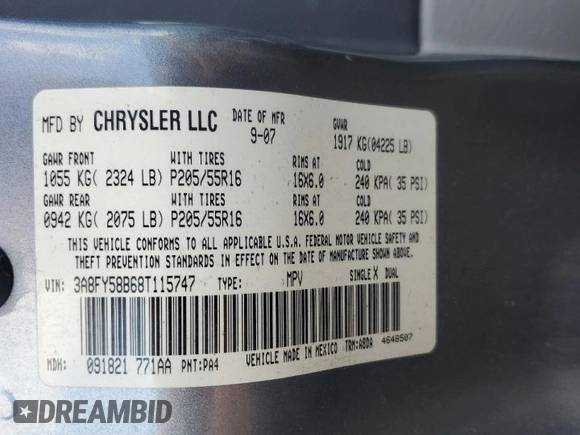 MFD BY CHRYSLER LLC DATE OF MFR 9-07 GVWR 1917 KG(04225 LB)
GAWR FRONT WITH TIRES RIMS AT COLD
1055 KG( 2324 LB) P205/55R16 16X6.0 240 KPA( 35 PSI)
GAWR REAR WITH TIRES RIMS AT COLD
0942 KG( 2075 LB) P205/55R16 16X6.0 240 KPA( 35 PSI)
THIS VEHICLE CONFORMS TO ALL APPLICABLE U.S.A. FEDERAL MOTOR VEHICLE SAFETY AND
THEFT PREVENTION STANDARDS IN EFFECT ON THE DATE OF MANUFACTURE SHOWN ABOVE.
VIN: 3A8FY58B68T115747 TYPE: MPV SINGLE X DUAL
MDH: 091821 771AA PNT:PA4 VEHICLE MADE IN MEXICO TRM:A8DA 4648507
DREAMBID